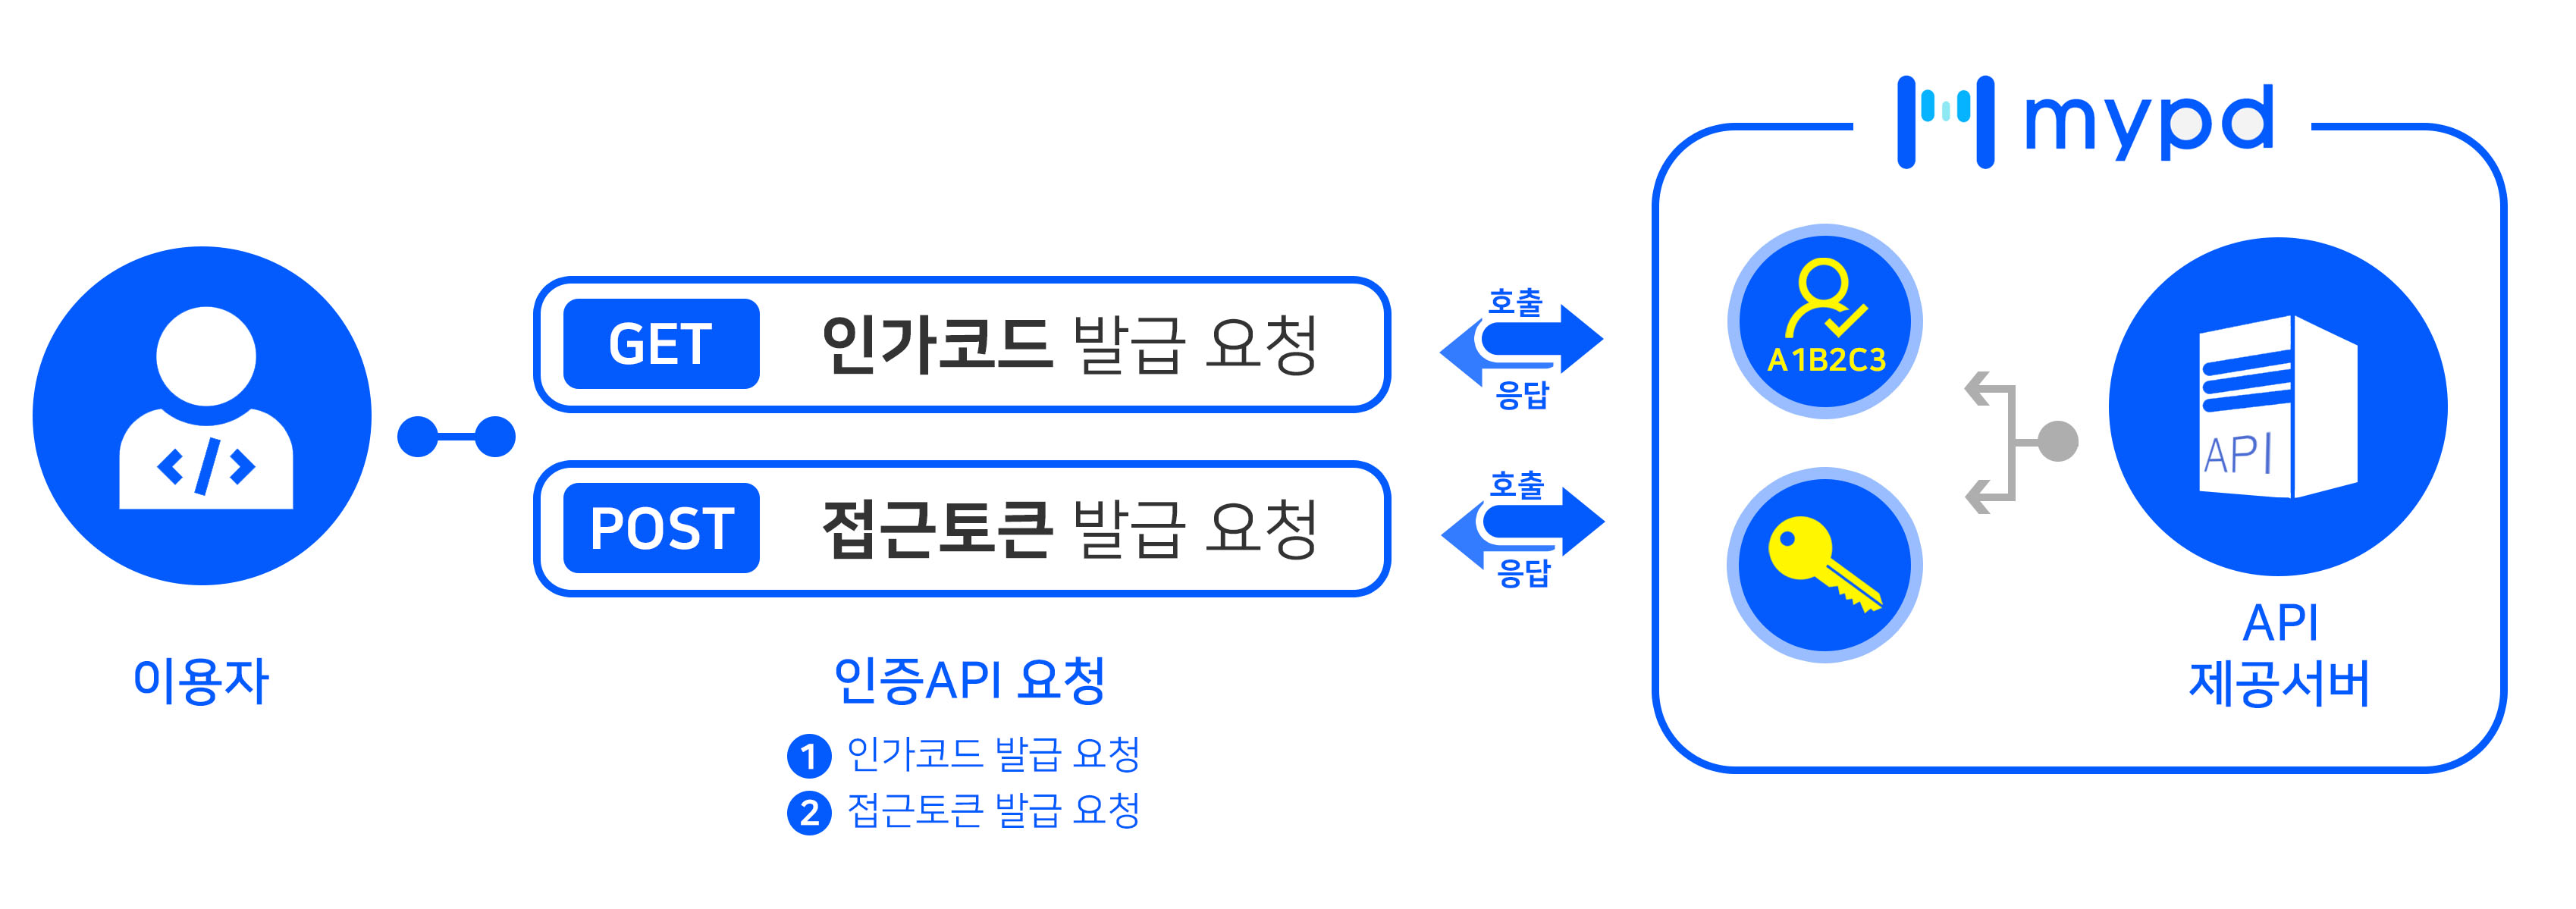 mypd
이용자
</>
GET 인가코드 발급 요청
POST 접근토큰 발급 요청
인증API 요청
1 인가코드 발급 요청
2 접근토큰 발급 요청
호출
응답
호출
응답
A1B2C3
API
API
제공서버